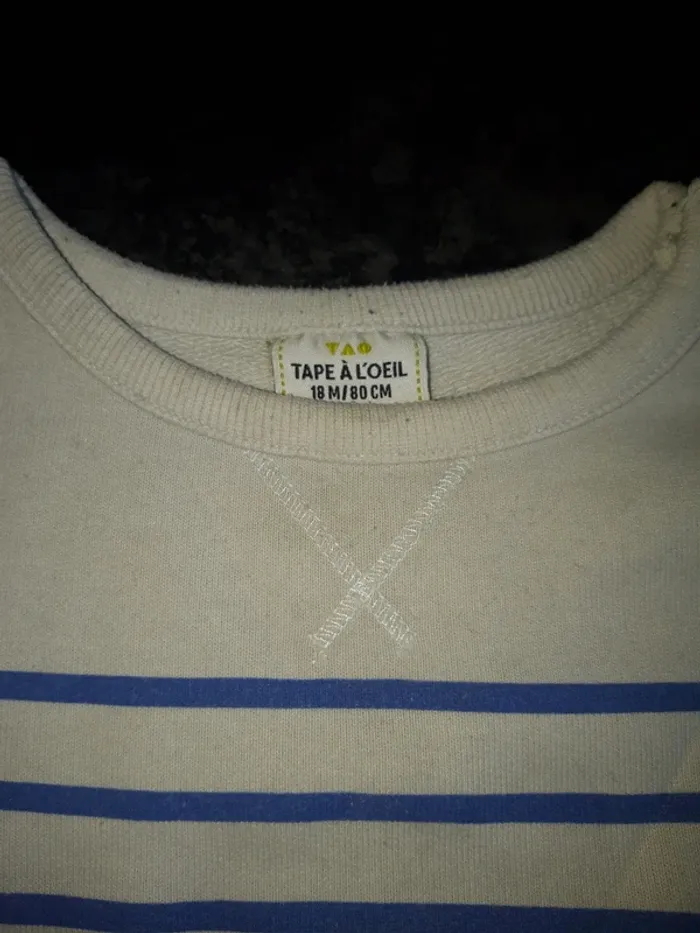 TAO
TAPE À L'OEIL
18 M/80 CM